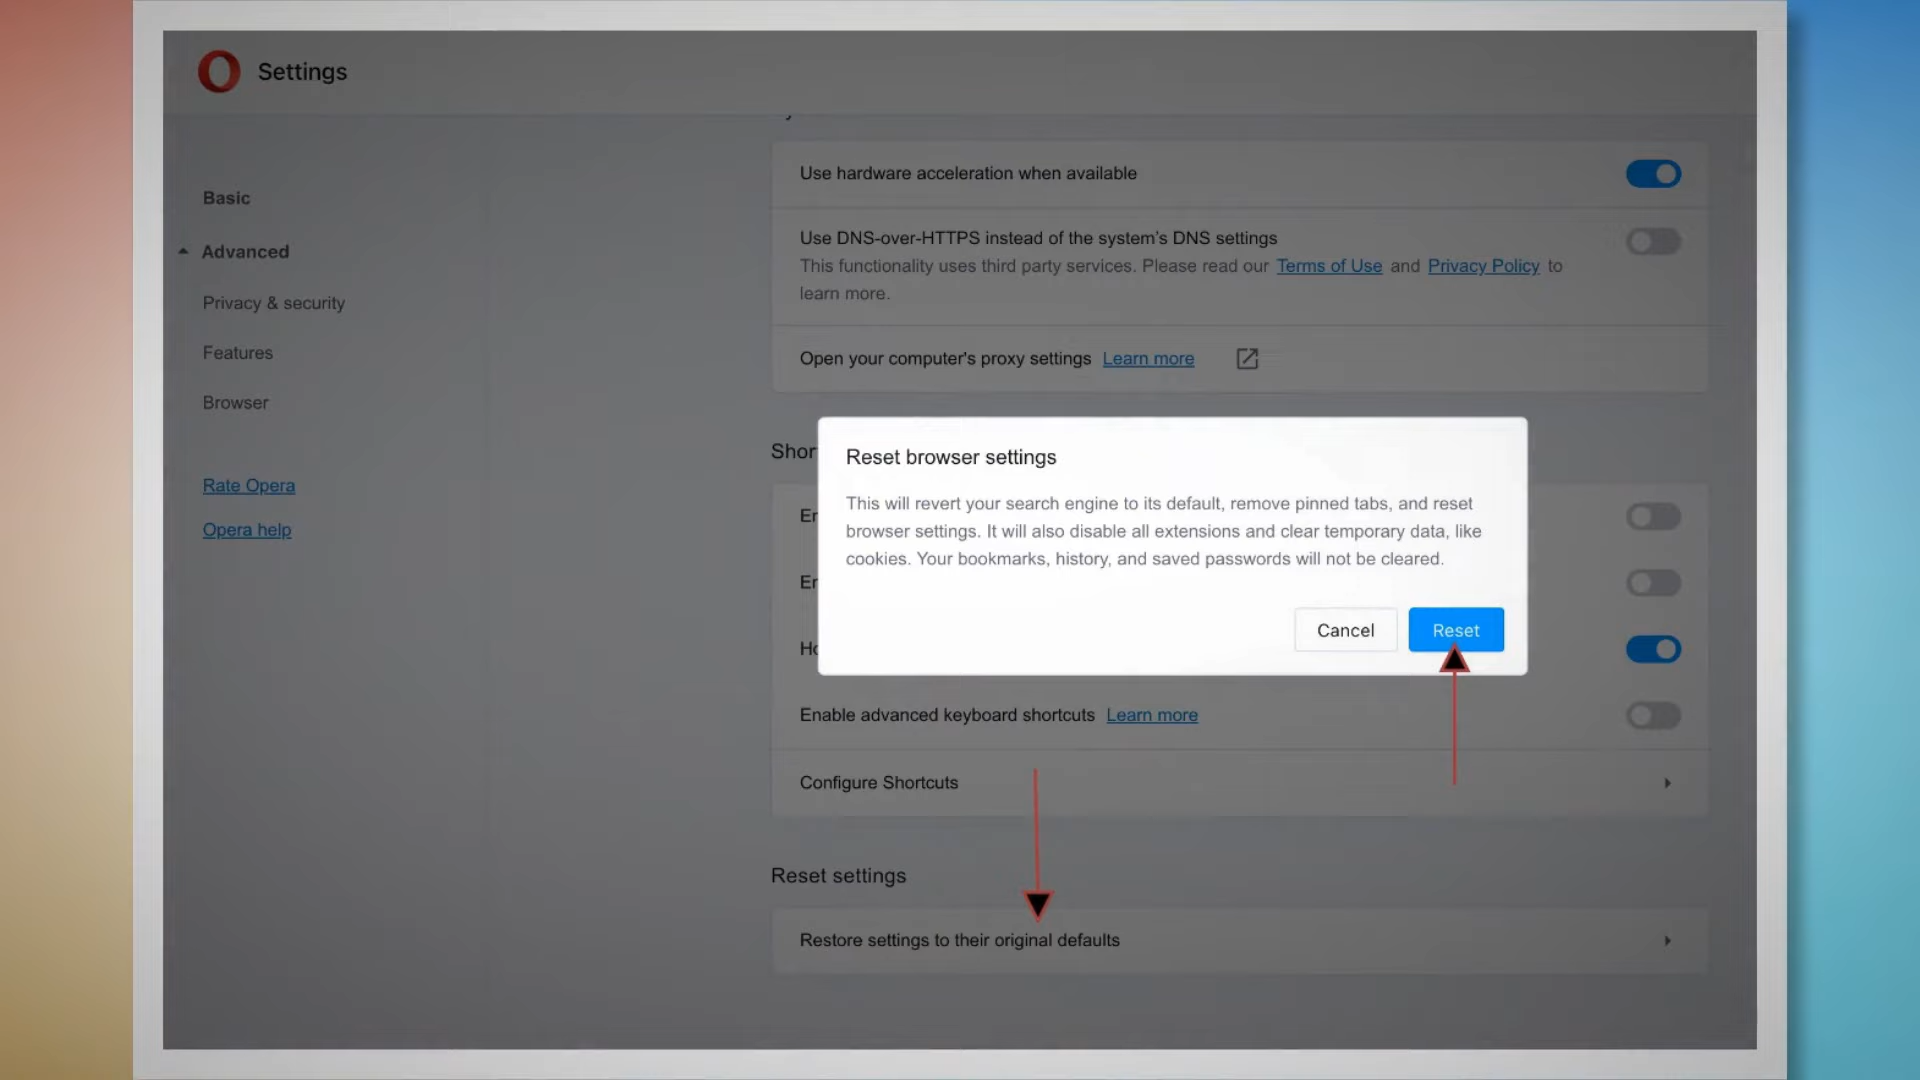 Settings
Basic
Advanced
Privacy & security
Features
Browser
Rate Opera
Opera help
Use hardware acceleration when available
Use DNS-over-HTTPS instead of the system's DNS settings
This functionality uses third party services. Please read our Terms of Use and Privacy Policy to
learn more.
Open your computer's proxy settings Learn more
Shor
Er
Er
Ho
Reset browser settings
This will revert your search engine to its default, remove pinned tabs, and reset
browser settings. It will also disable all extensions and clear temporary data, like
cookies. Your bookmarks, history, and saved passwords will not be cleared.
Cancel Reset
Enable advanced keyboard shortcuts Learn more
Configure Shortcuts
Reset settings
Restore settings to their original defaults